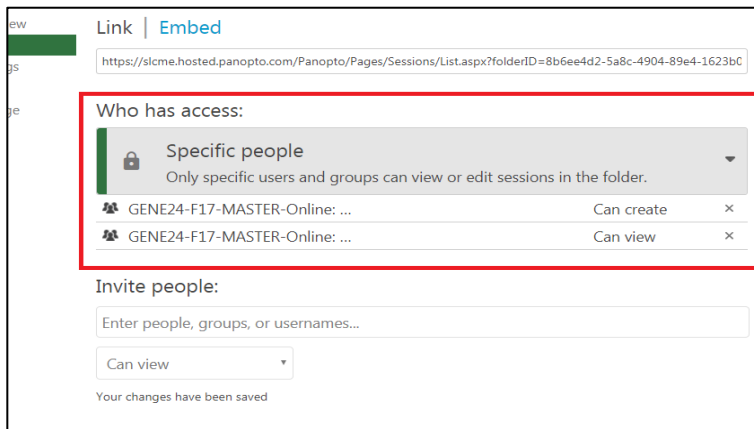 ew
Link | Embed
gs
https://slcme.hosted.panopto.com/Panopto/Pages/Sessions/List.aspx?folderID=8b6ee4d2-5a8c-4904-89e4-1623b0
ge
Who has access:
Specific people
Only specific users and groups can view or edit sessions in the folder.
GENE24-F17-MASTER-Online: ... Can create ×
GENE24-F17-MASTER-Online: ... Can view ×
Invite people:
Enter people, groups, or usernames...
Can view
Your changes have been saved